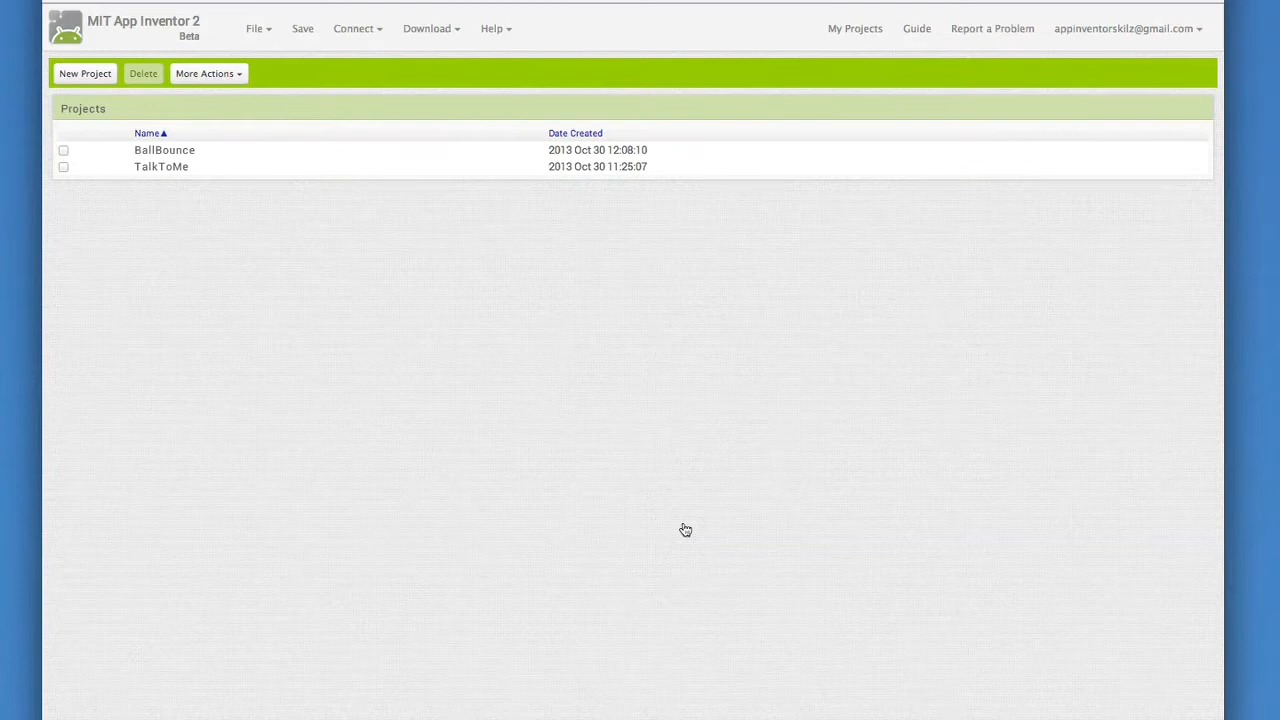 MIT App Inventor 2
Beta
File Save Connect Download Help My Projects Guide Report a Problem appinventorskilz@gmail.com
New Project Delete More Actions
Projects
Name Date Created
BallBounce 2013 Oct 30 12:08:10
TalkToMe 2013 Oct 30 11:25:07